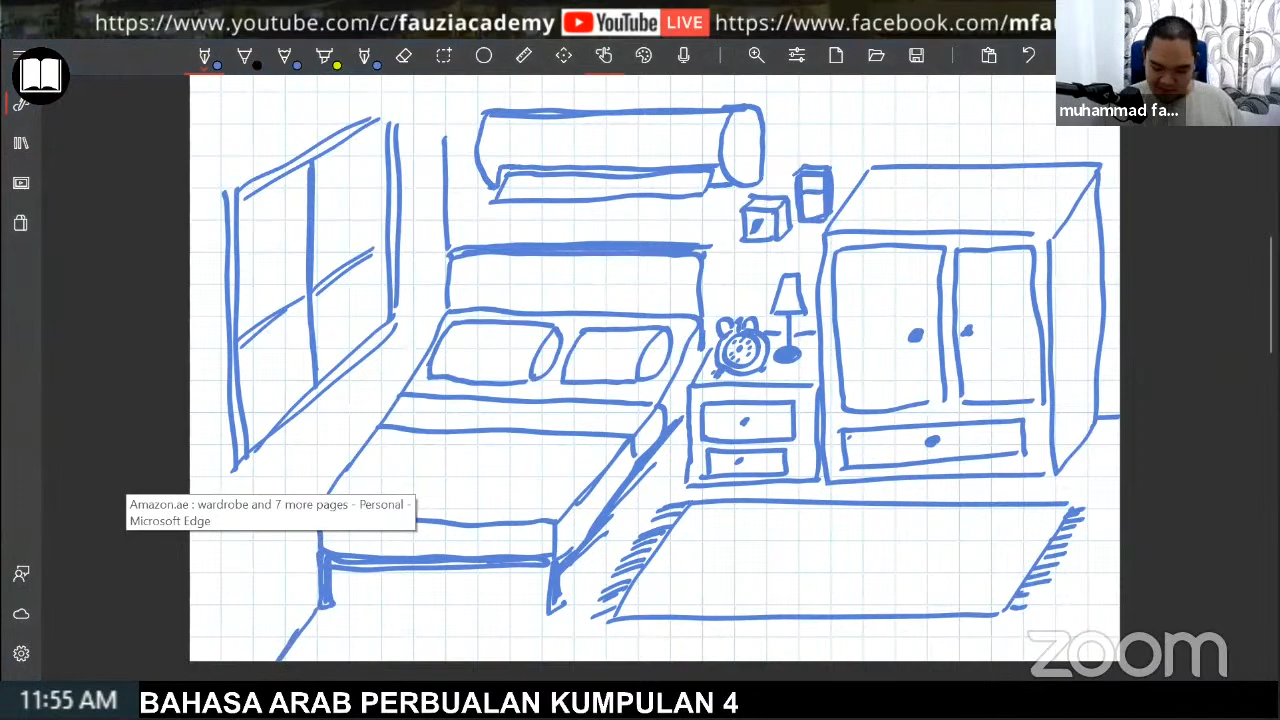 https://www.youtube.com/c/fauziacademy YouTube LIVE https://www.facebook.com/mfau
muhammad fa...
Amazon.ae : wardrobe and 7 more pages - Personal -
Microsoft Edge
zoom
11:55 AM BAHASA ARAB PERBUALAN KUMPULAN 4